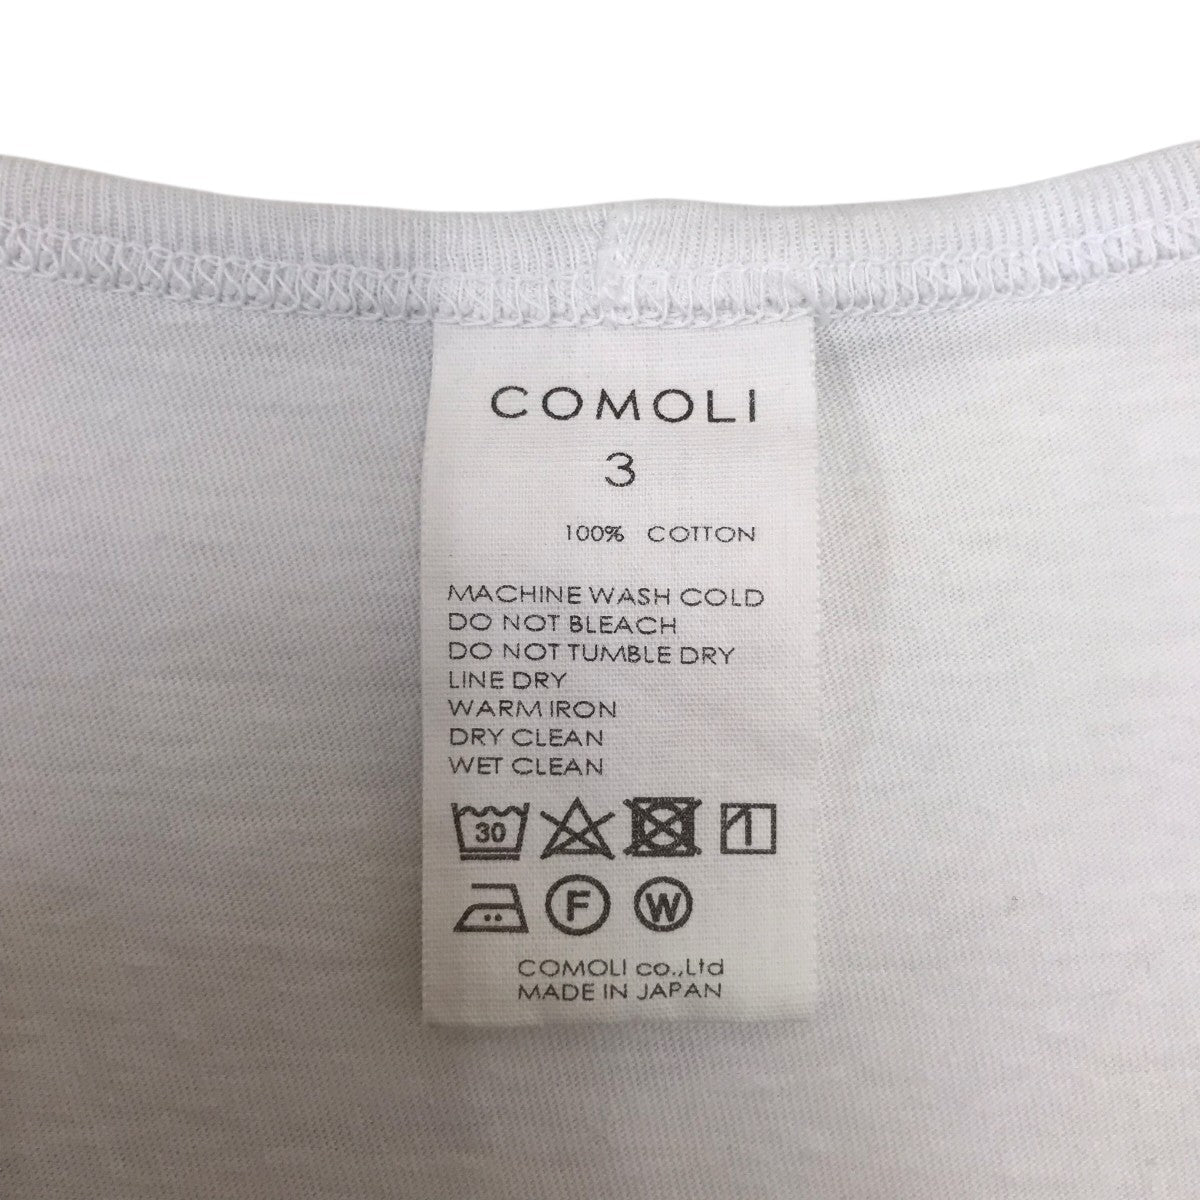 COMOLI
3
100% COTTON
MACHINE WASH COLD
DO NOT BLEACH
DO NOT TUMBLE DRY
LINE DRY
WARM IRON
DRY CLEAN
WET CLEAN
30
F W
COMOLI co.,Ltd
MADE IN JAPAN